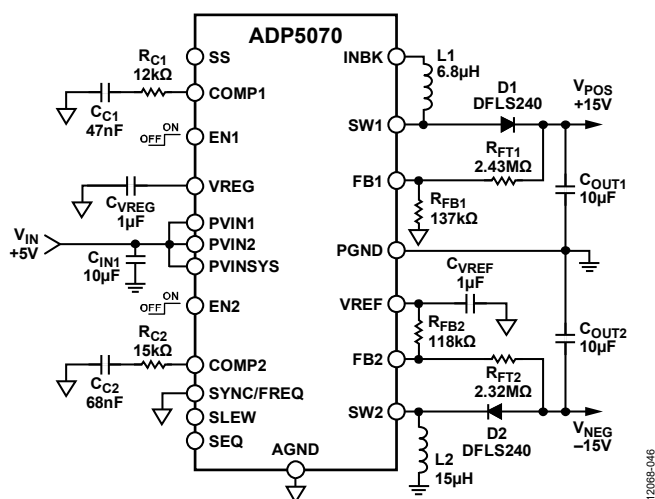 ADP5070
SS
RC1
12kΩ
COMP1
CC1
47nF
ON
OFF
EN1
VREG
CVREG
1µF
PVIN1
VIN
+5V
PVIN2
CIN1
10µF
PVINSYS
ON
OFF
EN2
RC2
15kΩ
COMP2
CC2
68nF
SYNC/FREQ
SLEW
SEQ
AGND
INBK
L1
6.8µH
D1
DFLS240
VPOS
+15V
SW1
RFT1
2.43MΩ
FB1
RFB1
137kΩ
COUT1
10µF
PGND
CVREF
1µF
VREF
RFB2
118kΩ
COUT2
10µF
FB2
RFT2
2.32MΩ
SW2
D2
DFLS240
VNEG
–15V
L2
15µH
12068-046